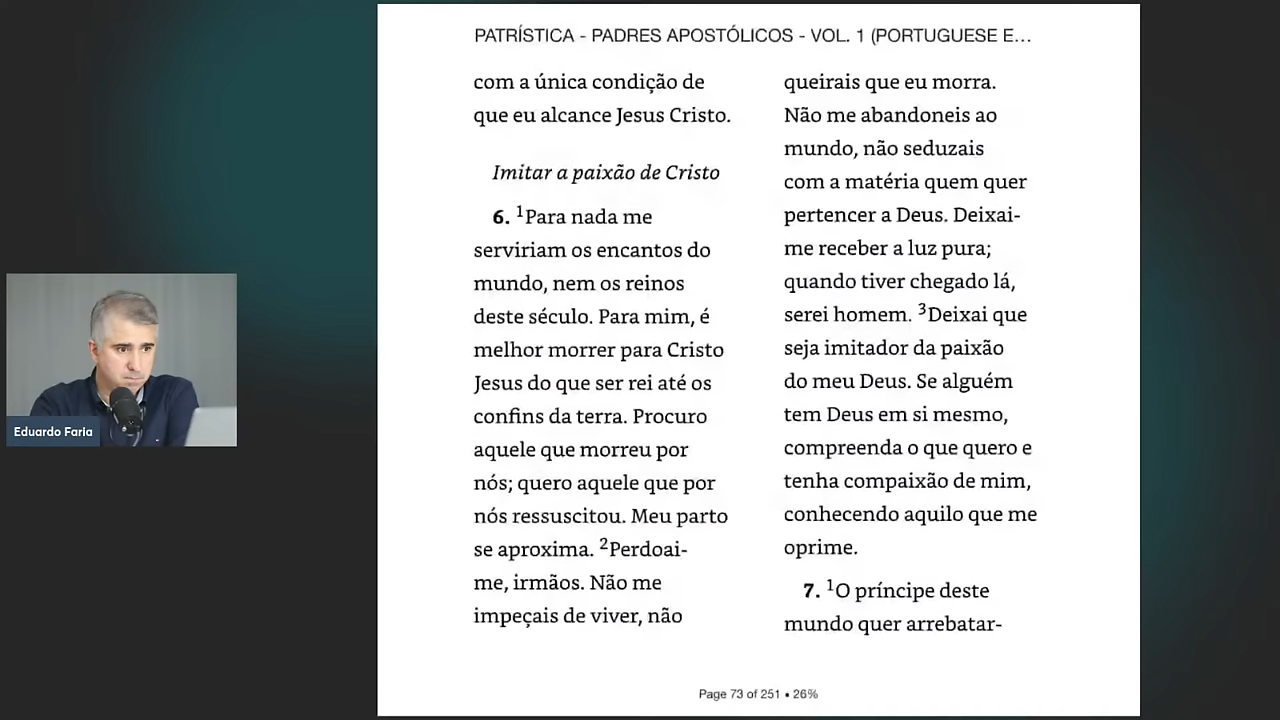 PATRÍSTICA - PADRES APOSTÓLICOS - VOL. 1 (PORTUGUESE E…
com a única condição de
que eu alcance Jesus Cristo.
Imitar a paixão de Cristo
6. ¹Para nada me
serviriam os encantos do
mundo, nem os reinos
deste século. Para mim, é
melhor morrer para Cristo
Jesus do que ser rei até os
confins da terra. Procuro
aquele que morreu por
nós; quero aquele que por
nós ressuscitou. Meu parto
se aproxima. ²Perdoai-
me, irmãos. Não me
impeçais de viver, não
queirais que eu morra.
Não me abandoneis ao
mundo, não seduzais
com a matéria quem quer
pertencer a Deus. Deixai-
me receber a luz pura;
quando tiver chegado lá,
serei homem. ³Deixai que
seja imitador da paixão
do meu Deus. Se alguém
tem Deus em si mesmo,
compreenda o que quero e
tenha compaixão de mim,
conhecendo aquilo que me
oprime.
7. ¹O príncipe deste
mundo quer arrebatar-
Page 73 of 251 • 26%
Eduardo Faria